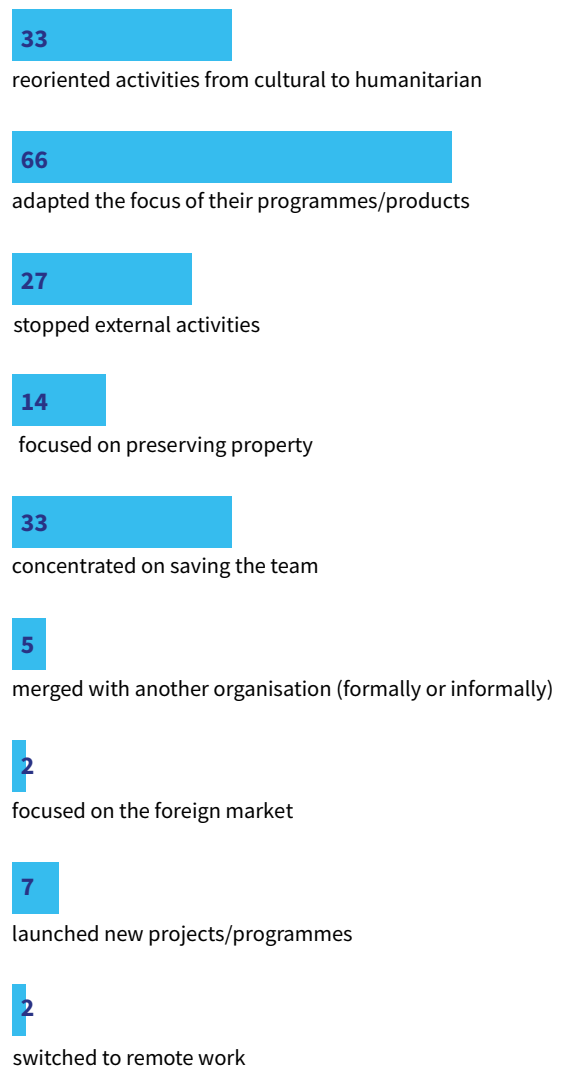 33
reoriented activities from cultural to humanitarian
66
adapted the focus of their programmes/products
27
stopped external activities
14
focused on preserving property
33
concentrated on saving the team
5
merged with another organisation (formally or informally)
2
focused on the foreign market
7
launched new projects/programmes
2
switched to remote work